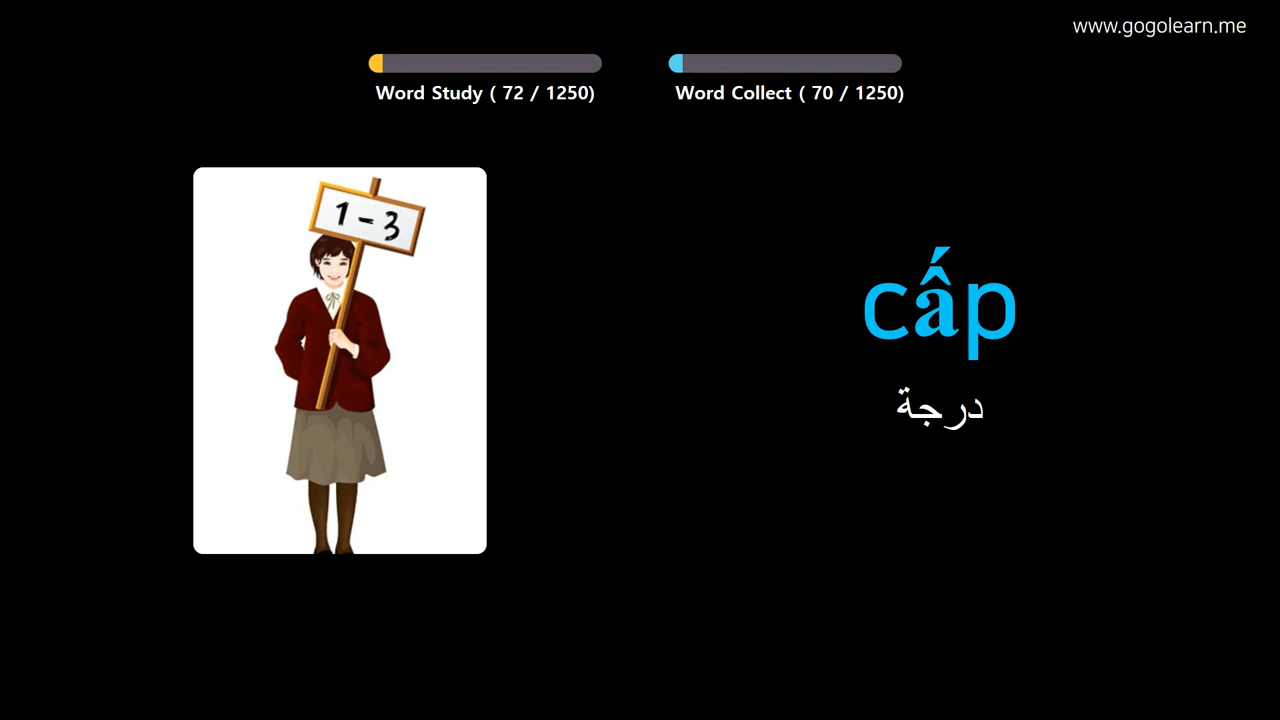 www.gogolearn.me
Word Study ( 72 / 1250)
Word Collect ( 70 / 1250)
1 - 3
cấp
درجة